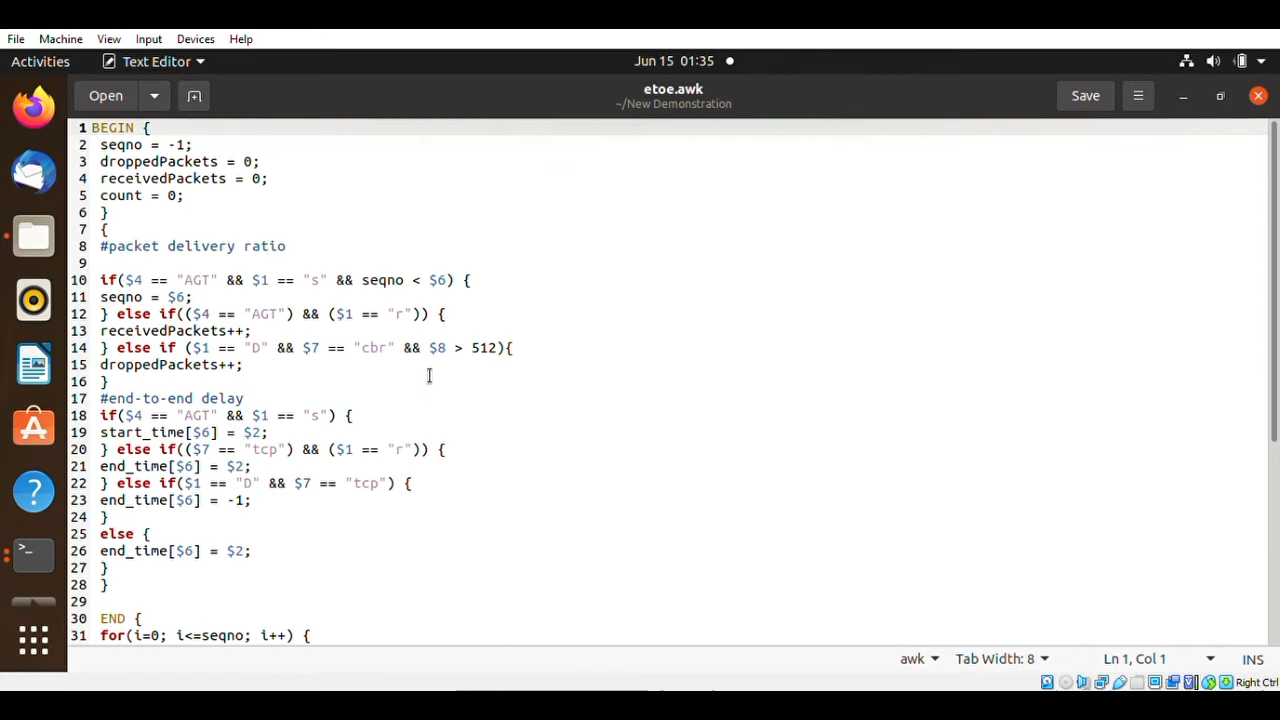 File Machine View Input Devices Help
Activities Text Editor Jun 15 01:35
Open etoe.awk Save
~/New Demonstration
1 BEGIN {
2 seqno = -1;
3 droppedPackets = 0;
4 receivedPackets = 0;
5 count = 0;
6 }
7 {
8 #packet delivery ratio
9
10 if($4 == "AGT" && $1 == "s" && seqno < $6) {
11 seqno = $6;
12 } else if(($4 == "AGT") && ($1 == "r")) {
13 receivedPackets++;
14 } else if ($1 == "D" && $7 == "cbr" && $8 > 512){
15 droppedPackets++;
16 }
17 #end-to-end delay
18 if($4 == "AGT" && $1 == "s") {
19 start_time[$6] = $2;
20 } else if(($7 == "tcp") && ($1 == "r")) {
21 end_time[$6] = $2;
22 } else if($1 == "D" && $7 == "tcp") {
23 end_time[$6] = -1;
24 }
25 else {
26 end_time[$6] = $2;
27 }
28 }
29
30 END {
31 for(i=0; i<=seqno; i++) {
awk Tab Width: 8 Ln 1, Col 1 INS
Right Ctrl